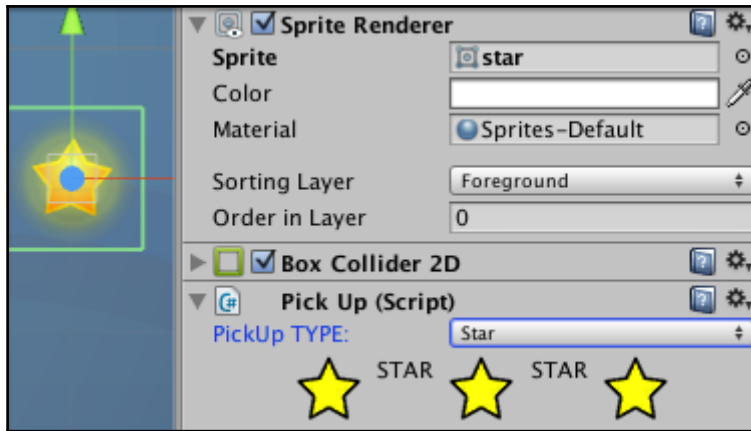 Sprite Renderer
Sprite star
Color
Material Sprites-Default
Sorting Layer Foreground
Order in Layer 0
Box Collider 2D
C# Pick Up (Script)
PickUp TYPE: Star
STAR STAR